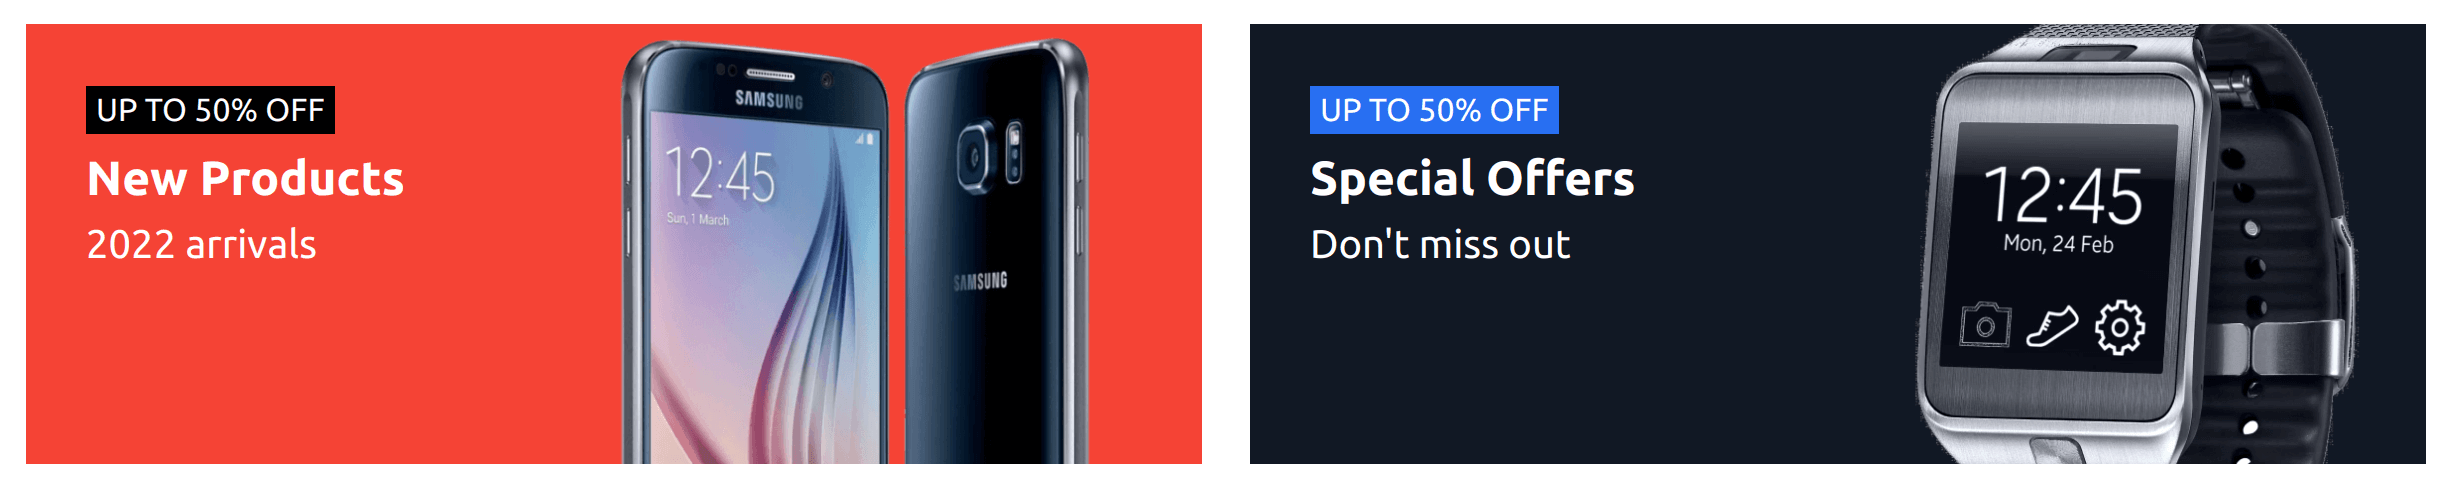 UP TO 50% OFF
New Products
2022 arrivals
SAMSUNG
12:45
Sun, 1 March
SAMSUNG
UP TO 50% OFF
Special Offers
Don't miss out
12:45
Mon, 24 Feb